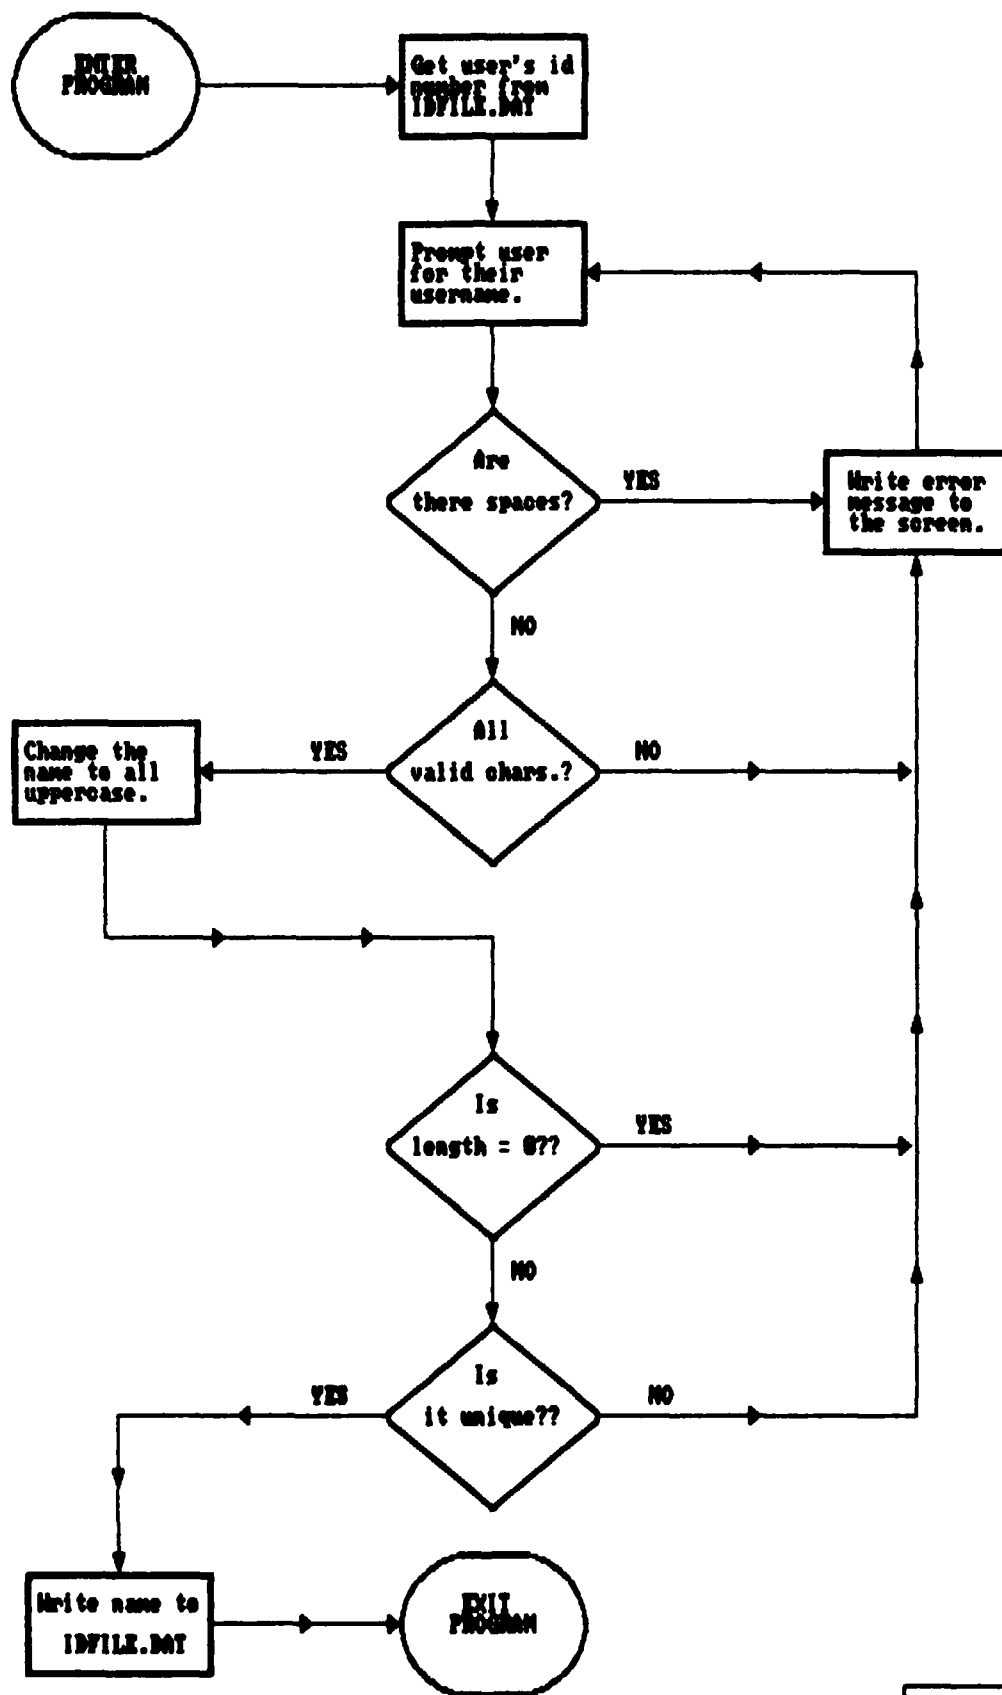 ENTER
PROGRAM
Get user's id
number from
IDFILE.DAT
Prompt user
for their
username.
Are
there spaces?
YES
Write error
message to
the screen.
NO
All
valid chars.?
YES
NO
Change the
name to all
uppercase.
Is
length = 0??
YES
NO
Is
it unique??
YES
NO
Write name to
IDFILE.DAT
EXIT
PROGRAM